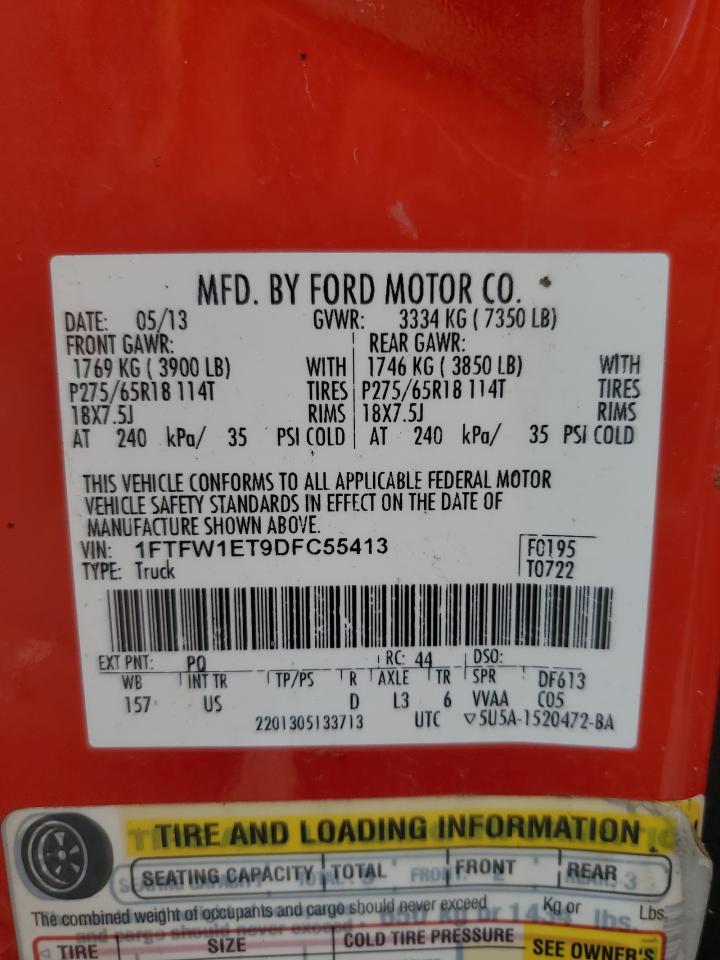 MFD. BY FORD MOTOR CO.
DATE: 05/13 GVWR: 3334 KG ( 7350 LB)
FRONT GAWR: REAR GAWR:
1769 KG ( 3900 LB) WITH 1746 KG ( 3850 LB) WITH
P275/65R18 114T TIRES P275/65R18 114T TIRES
18X7.5J RIMS 18X7.5J RIMS
AT 240 kPa/ 35 PSI COLD AT 240 kPa/ 35 PSI COLD
THIS VEHICLE CONFORMS TO ALL APPLICABLE FEDERAL MOTOR
VEHICLE SAFETY STANDARDS IN EFFECT ON THE DATE OF
MANUFACTURE SHOWN ABOVE.
VIN: 1FTFW1ET9DFC55413 F0195
TYPE: Truck T0722
EXT PNT: PQ RC: 44 DSO:
WB INT TR TP/PS R AXLE TR SPR DF613
157 US D L3 6 VVAA C05
2201305133713 UTC ▽5U5A-1520472-BA
TIRE AND LOADING INFORMATION
SEATING CAPACITY TOTAL FRONT REAR
The combined weight of occupants and cargo should never exceed Kg or Lbs.
TIRE SIZE COLD TIRE PRESSURE SEE OWNER'S